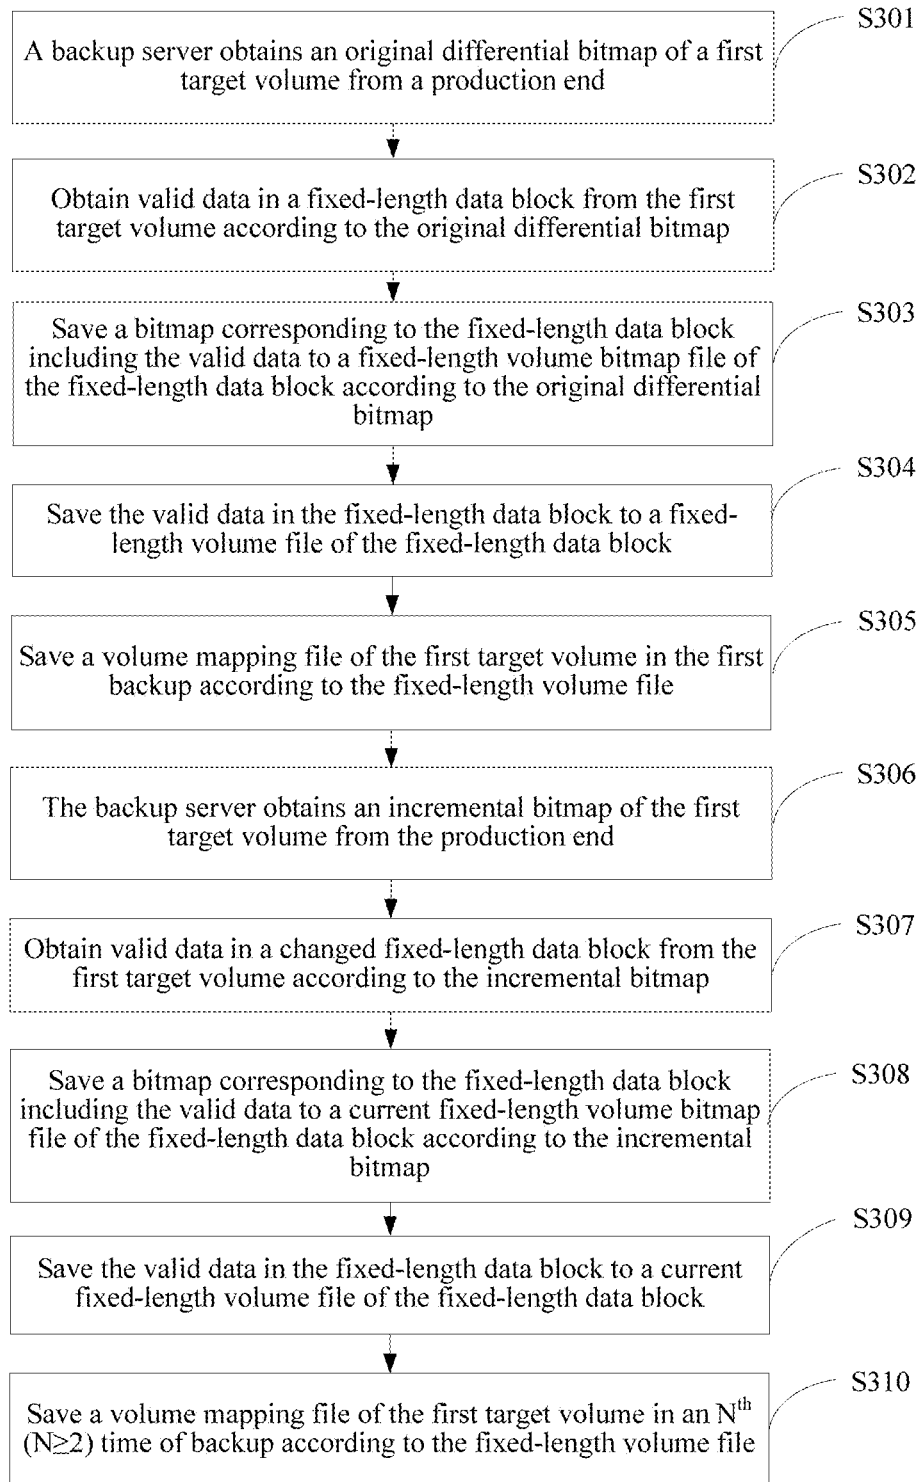 S301
A backup server obtains an original differential bitmap of a first
target volume from a production end
S302
Obtain valid data in a fixed-length data block from the first
target volume according to the original differential bitmap
S303
Save a bitmap corresponding to the fixed-length data block
including the valid data to a fixed-length volume bitmap file of
the fixed-length data block according to the original differential
bitmap
S304
Save the valid data in the fixed-length data block to a fixed-
length volume file of the fixed-length data block
S305
Save a volume mapping file of the first target volume in the first
backup according to the fixed-length volume file
S306
The backup server obtains an incremental bitmap of the first
target volume from the production end
S307
Obtain valid data in a changed fixed-length data block from the
first target volume according to the incremental bitmap
S308
Save a bitmap corresponding to the fixed-length data block
including the valid data to a current fixed-length volume bitmap
file of the fixed-length data block according to the incremental
bitmap
S309
Save the valid data in the fixed-length data block to a current
fixed-length volume file of the fixed-length data block
S310
Save a volume mapping file of the first target volume in an Nth
(N≥2) time of backup according to the fixed-length volume file